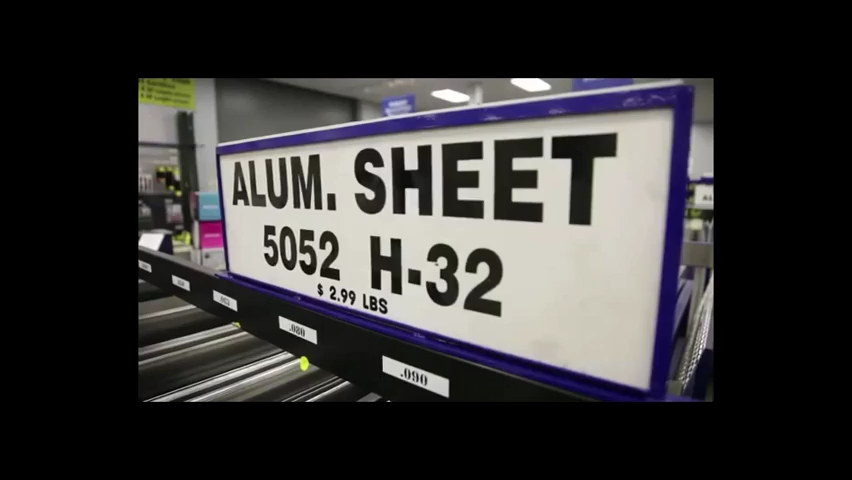 ALUM. SHEET
5052 H-32
$ 2.99 LBS
.080
.090